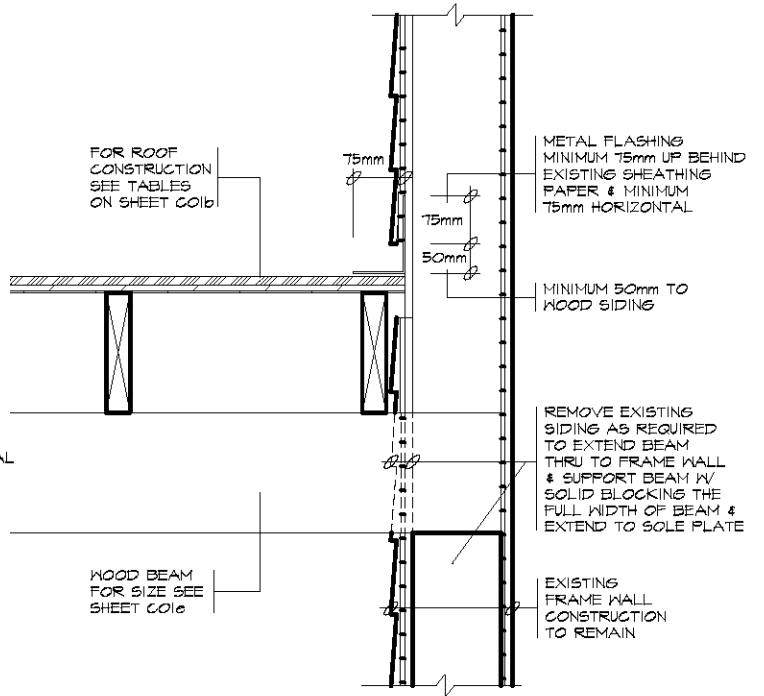 FOR ROOF
CONSTRUCTION
SEE TABLES
ON SHEET C01b
75mm
METAL FLASHING
MINIMUM 75mm UP BEHIND
EXISTING SHEATHING
PAPER & MINIMUM
75mm HORIZONTAL
75mm
50mm
MINIMUM 50mm TO
WOOD SIDING
REMOVE EXISTING
SIDING AS REQUIRED
TO EXTEND BEAM
THRU TO FRAME WALL
& SUPPORT BEAM W/
SOLID BLOCKING THE
FULL WIDTH OF BEAM &
EXTEND TO SOLE PLATE
WOOD BEAM
FOR SIZE SEE
SHEET C01e
EXISTING
FRAME WALL
CONSTRUCTION
TO REMAIN